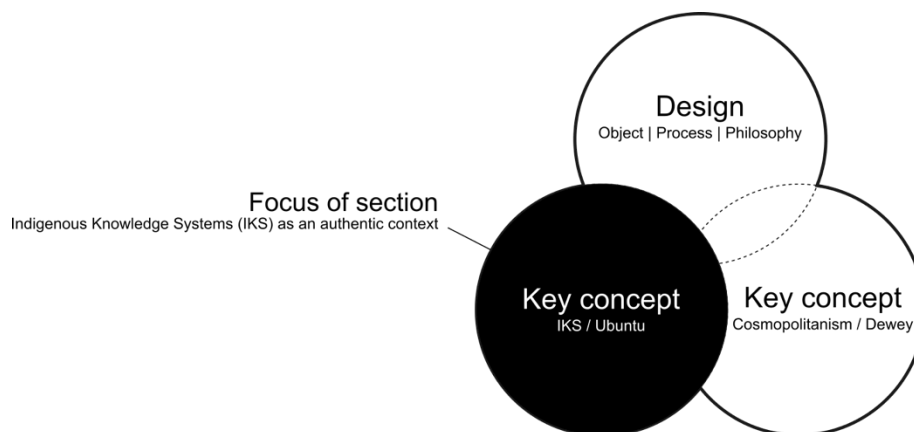 Design
Object | Process | Philosophy
Focus of section
Indigenous Knowledge Systems (IKS) as an authentic context
Key concept
IKS / Ubuntu
Key concept
Cosmopolitanism / Dewey